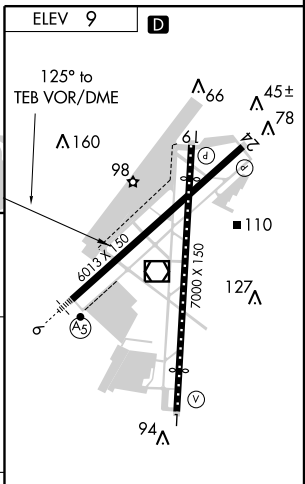 ELEV 9
D
125° to
TEB VOR/DME
66
45±
78
160
19
24
P
P
98
110
6013 X 150
7000 X 150
127
6
A5
V
1
94